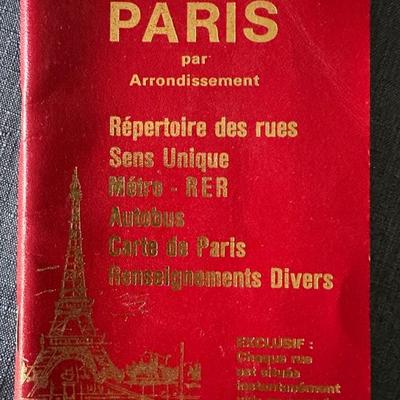 PARIS
par
Arrondissement
Répertoire des rues
Sens Unique
Métro - RER
Autobus
Carte de Paris
Renseignements Divers
EXCLUSIF :
Chaque rue
est située
instantanément